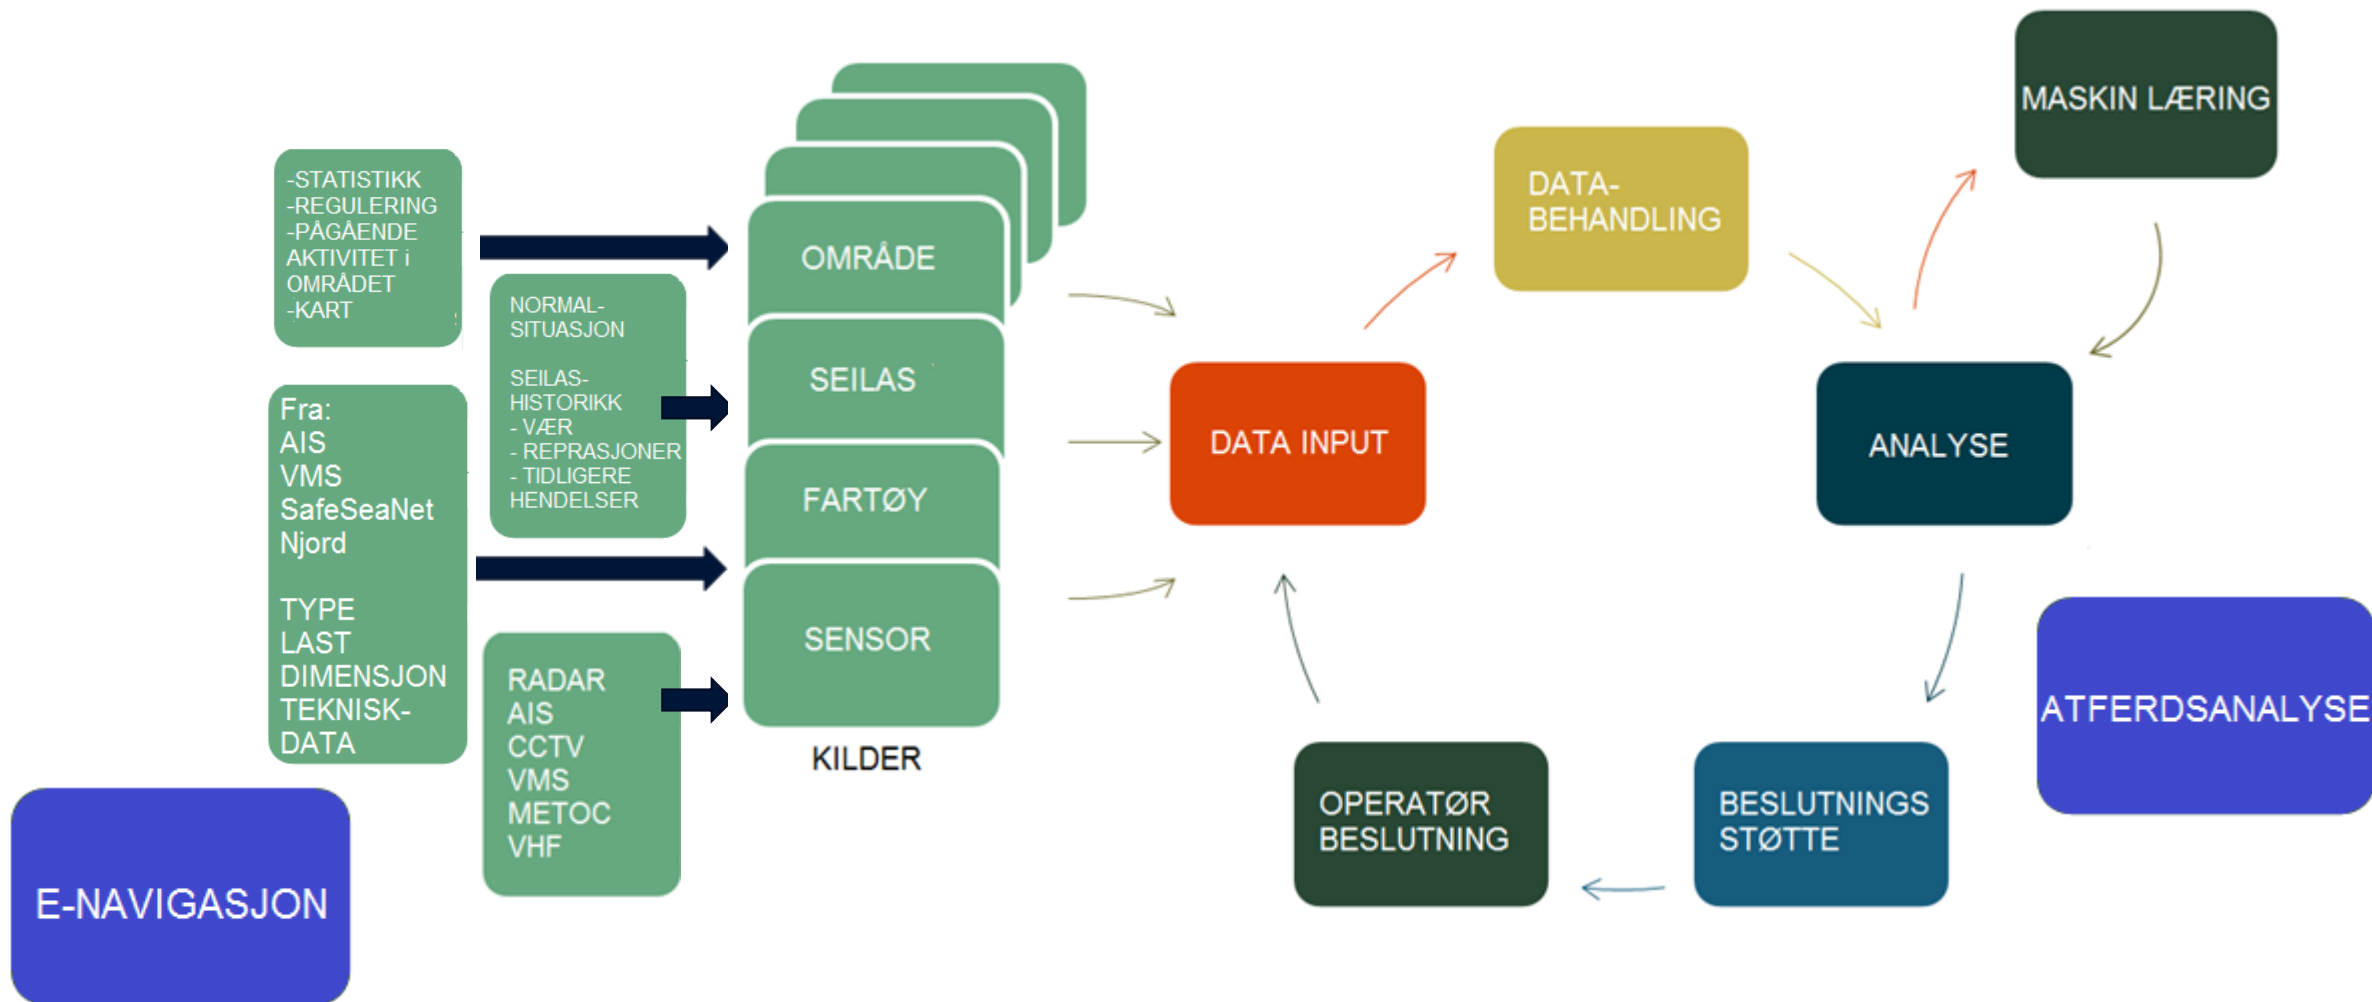 -STATISTIKK
-REGULERING
-PÅGÅENDE
AKTIVITET i
OMRÅDET
-KART
NORMAL-
SITUASJON
SEILAS-
HISTORIKK
- VÆR
- REPRASJONER
- TIDLIGERE
HENDELSER
Fra:
AIS
VMS
SafeSeaNet
Njord
TYPE
LAST
DIMENSJON
TEKNISK-
DATA
RADAR
AIS
CCTV
VMS
METOC
VHF
E-NAVIGASJON
OMRÅDE
SEILAS
FARTØY
SENSOR
KILDER
DATA INPUT
DATA-
BEHANDLING
MASKIN LÆRING
ANALYSE
ATFERDSANALYSE
BESLUTNINGS
STØTTE
OPERATØR
BESLUTNING